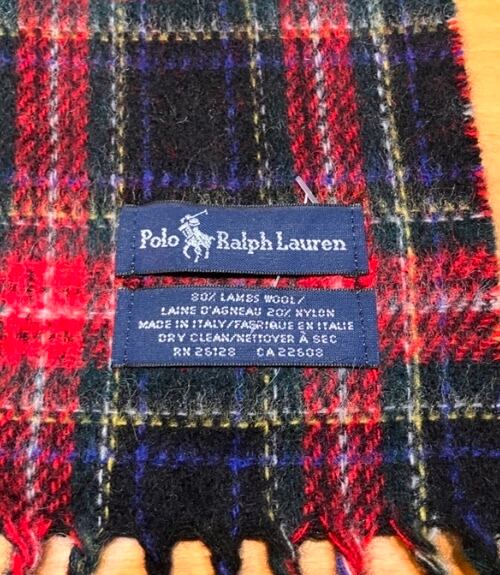 Polo Ralph Lauren
80% LAMBS WOOL/
LAINE D'AGNEAU 20% NYLON
MADE IN ITALY/FABRIQUE EN ITALIE
DRY CLEAN/NETTOYER À SEC
RN 26128 CA 22608